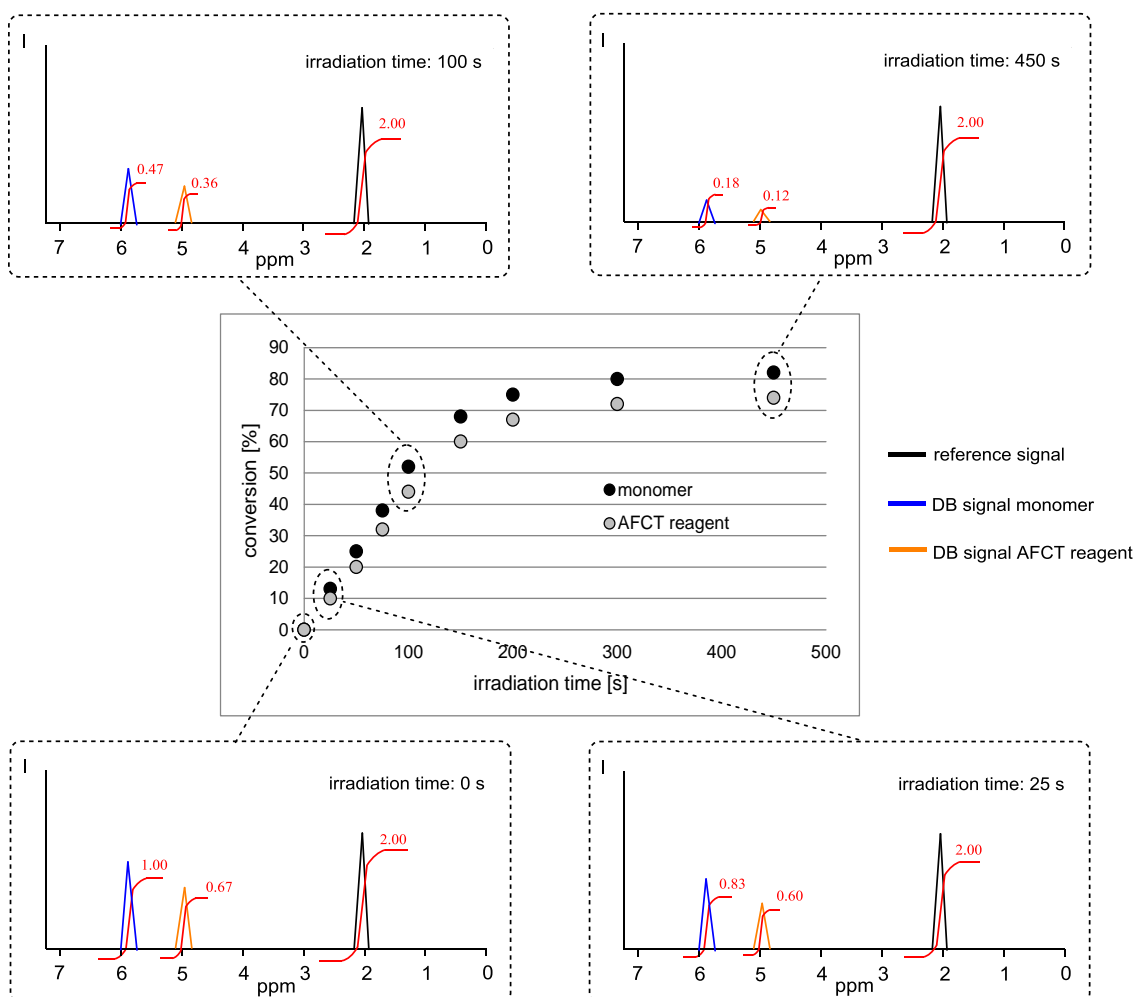 I
irradiation time: 100 s
2.00
0.47
0.36
7 6 5 4 3 2 1 0
ppm
I
irradiation time: 450 s
2.00
0.18
0.12
7 6 5 4 3 2 1 0
ppm
90
80
70
60
50
40
30
20
10
0
conversion [%]
monomer
AFCT reagent
0 100 200 300 400 500
irradiation time [s]
reference signal
DB signal monomer
DB signal AFCT reagent
I
irradiation time: 0 s
2.00
1.00
0.67
7 6 5 4 3 2 1 0
ppm
I
irradiation time: 25 s
2.00
0.83
0.60
7 6 5 4 3 2 1 0
ppm